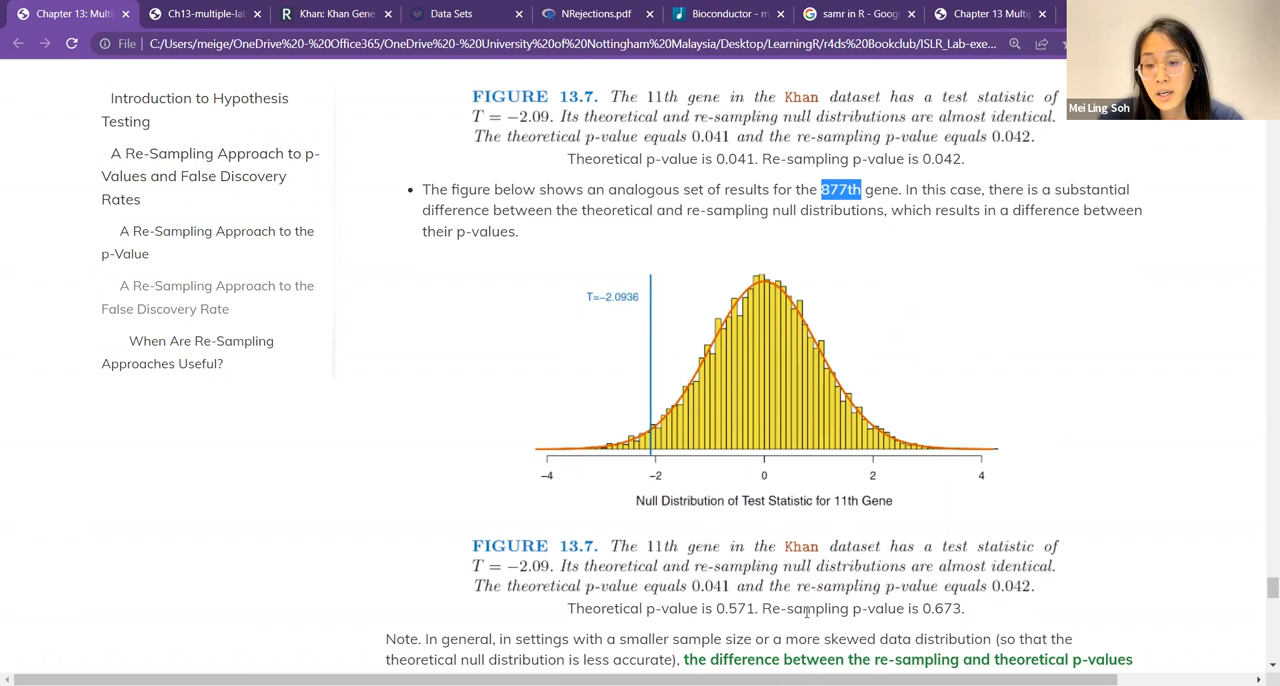 Chapter 13: Multiple
Ch13-multiple-la
Khan: Khan Gene
Data Sets
NRejections.pdf
Bioconductor - m
samr in R - Goog
Chapter 13 Multi
File
C:/Users/meige/OneDrive%20-%20Office365/OneDrive%20-%20University%20of%20Nottingham%20Malaysia/Desktop/LearningR/r4ds%20Bookclub/ISLR_Lab-exe...
Mei Ling Soh
Introduction to Hypothesis
Testing
A Re-Sampling Approach to p-
Values and False Discovery
Rates
A Re-Sampling Approach to the
p-Value
A Re-Sampling Approach to the
False Discovery Rate
When Are Re-Sampling
Approaches Useful?
FIGURE 13.7. The 11th gene in the Khan dataset has a test statistic of
T = −2.09. Its theoretical and re-sampling null distributions are almost identical.
The theoretical p-value equals 0.041 and the re-sampling p-value equals 0.042.
Theoretical p-value is 0.041. Re-sampling p-value is 0.042.
• The figure below shows an analogous set of results for the 877th gene. In this case, there is a substantial
difference between the theoretical and re-sampling null distributions, which results in a difference between
their p-values.
T=−2.0936
−4 −2 0 2 4
Null Distribution of Test Statistic for 11th Gene
FIGURE 13.7. The 11th gene in the Khan dataset has a test statistic of
T = −2.09. Its theoretical and re-sampling null distributions are almost identical.
The theoretical p-value equals 0.041 and the re-sampling p-value equals 0.042.
Theoretical p-value is 0.571. Re-sampling p-value is 0.673.
Note. In general, in settings with a smaller sample size or a more skewed data distribution (so that the
theoretical null distribution is less accurate), the difference between the re-sampling and theoretical p-values